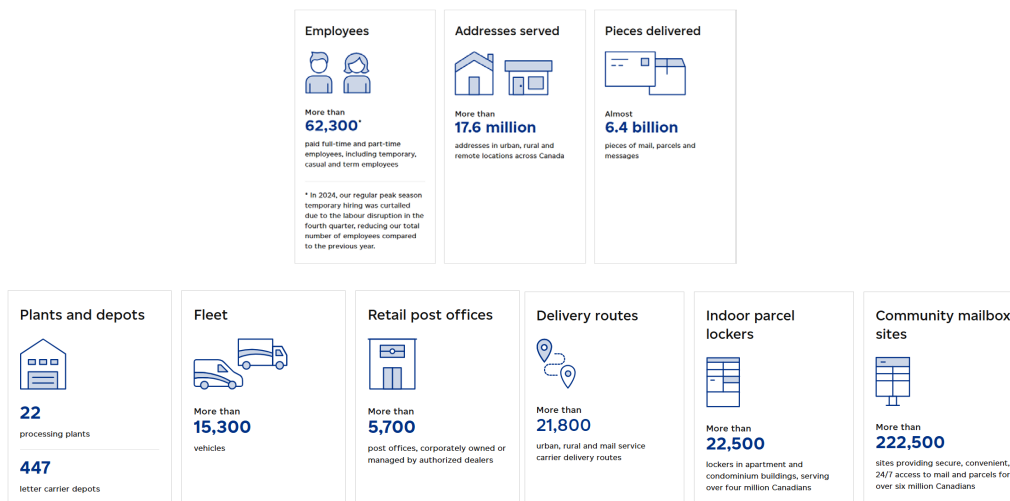 Employees
More than
62,300*
paid full-time and part-time
employees, including temporary,
casual and term employees
* In 2024, our regular peak season
temporary hiring was curtailed
due to the labour disruption in the
fourth quarter, reducing our total
number of employees compared
to the previous year.
Addresses served
More than
17.6 million
addresses in urban, rural and
remote locations across Canada
Pieces delivered
Almost
6.4 billion
pieces of mail, parcels and
messages
Plants and depots
22
processing plants
447
letter carrier depots
Fleet
More than
15,300
vehicles
Retail post offices
More than
5,700
post offices, corporately owned or
managed by authorized dealers
Delivery routes
More than
21,800
urban, rural and mail service
carrier delivery routes
Indoor parcel
lockers
More than
22,500
lockers in apartment and
condominium buildings, serving
over four million Canadians
Community mailbox
sites
More than
222,500
sites providing secure, convenient,
24/7 access to mail and parcels for
over six million Canadians